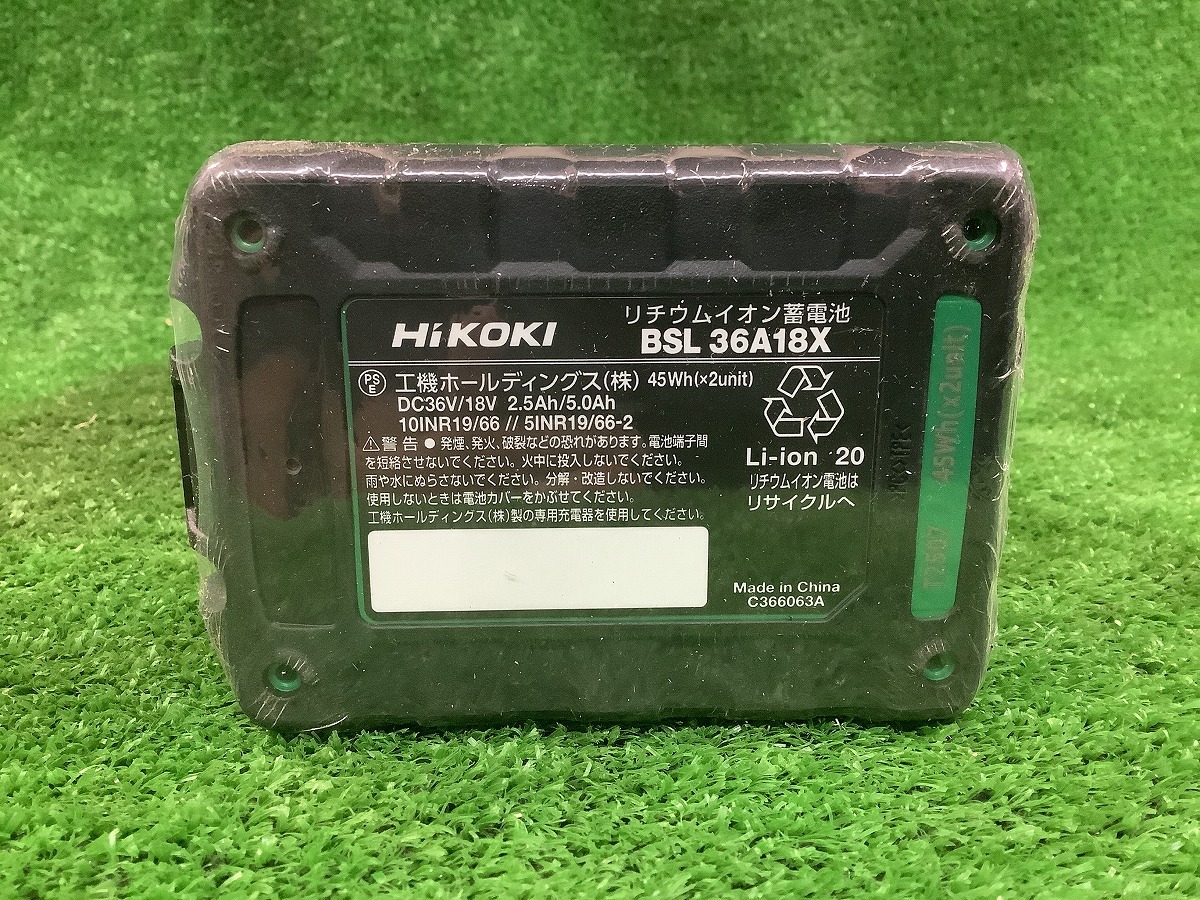 HiKOKI
リチウムイオン蓄電池
BSL 36A18X
PSE 工機ホールディングス(株) 45Wh(×2unit)
DC36V/18V 2.5Ah/5.0Ah
10INR19/66 // 5INR19/66-2
⚠警告 ● 発煙、発火、破裂などの恐れがあります。電池端子間
を短絡させないでください。火中に投入しないでください。
雨や水にぬらさないでください。分解・改造しないでください。
使用しないときは電池カバーをかぶせてください。
工機ホールディングス(株)製の専用充電器を使用してください。
Li-ion 20
リチウムイオン電池は
リサイクルへ
Made in China
C366063A
45Wh(×2unit)